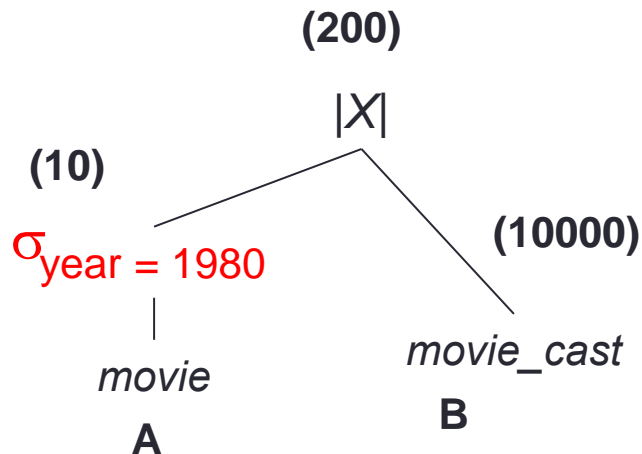 (200)
|X|
(10)
σyear = 1980
(10000)
movie
movie_cast
A
B